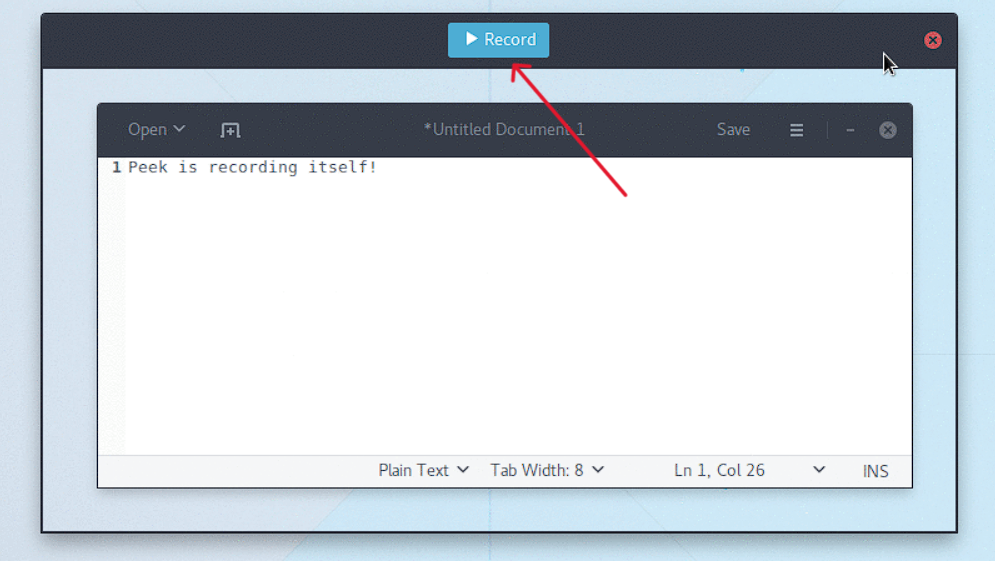 Record
Open *Untitled Document 1 Save
1 Peek is recording itself!
Plain Text Tab Width: 8 Ln 1, Col 26 INS